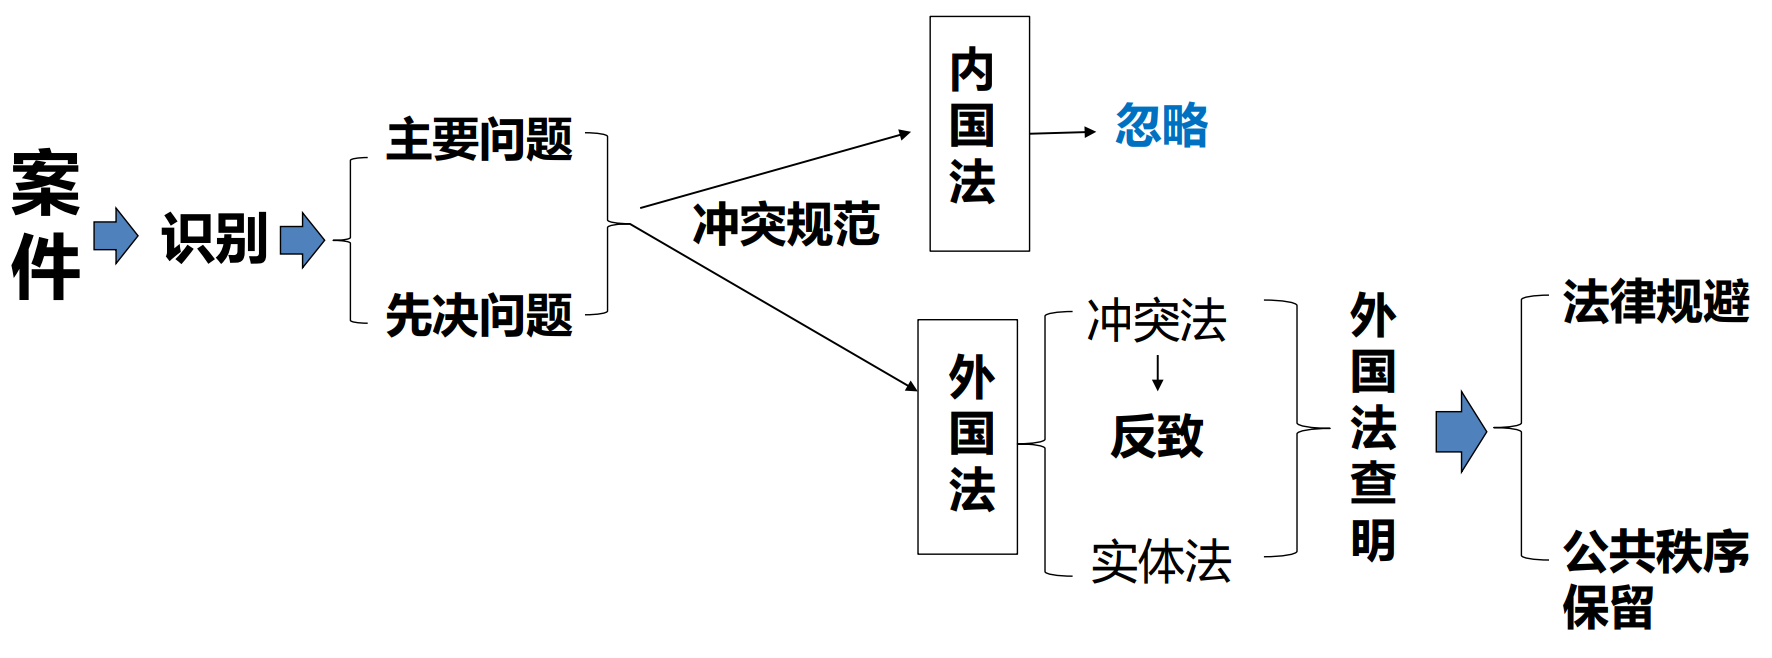 案件
识别
主要问题
先决问题
冲突规范
内国法
忽略
外国法
冲突法
反致
实体法
外国法查明
法律规避
公共秩序
保留